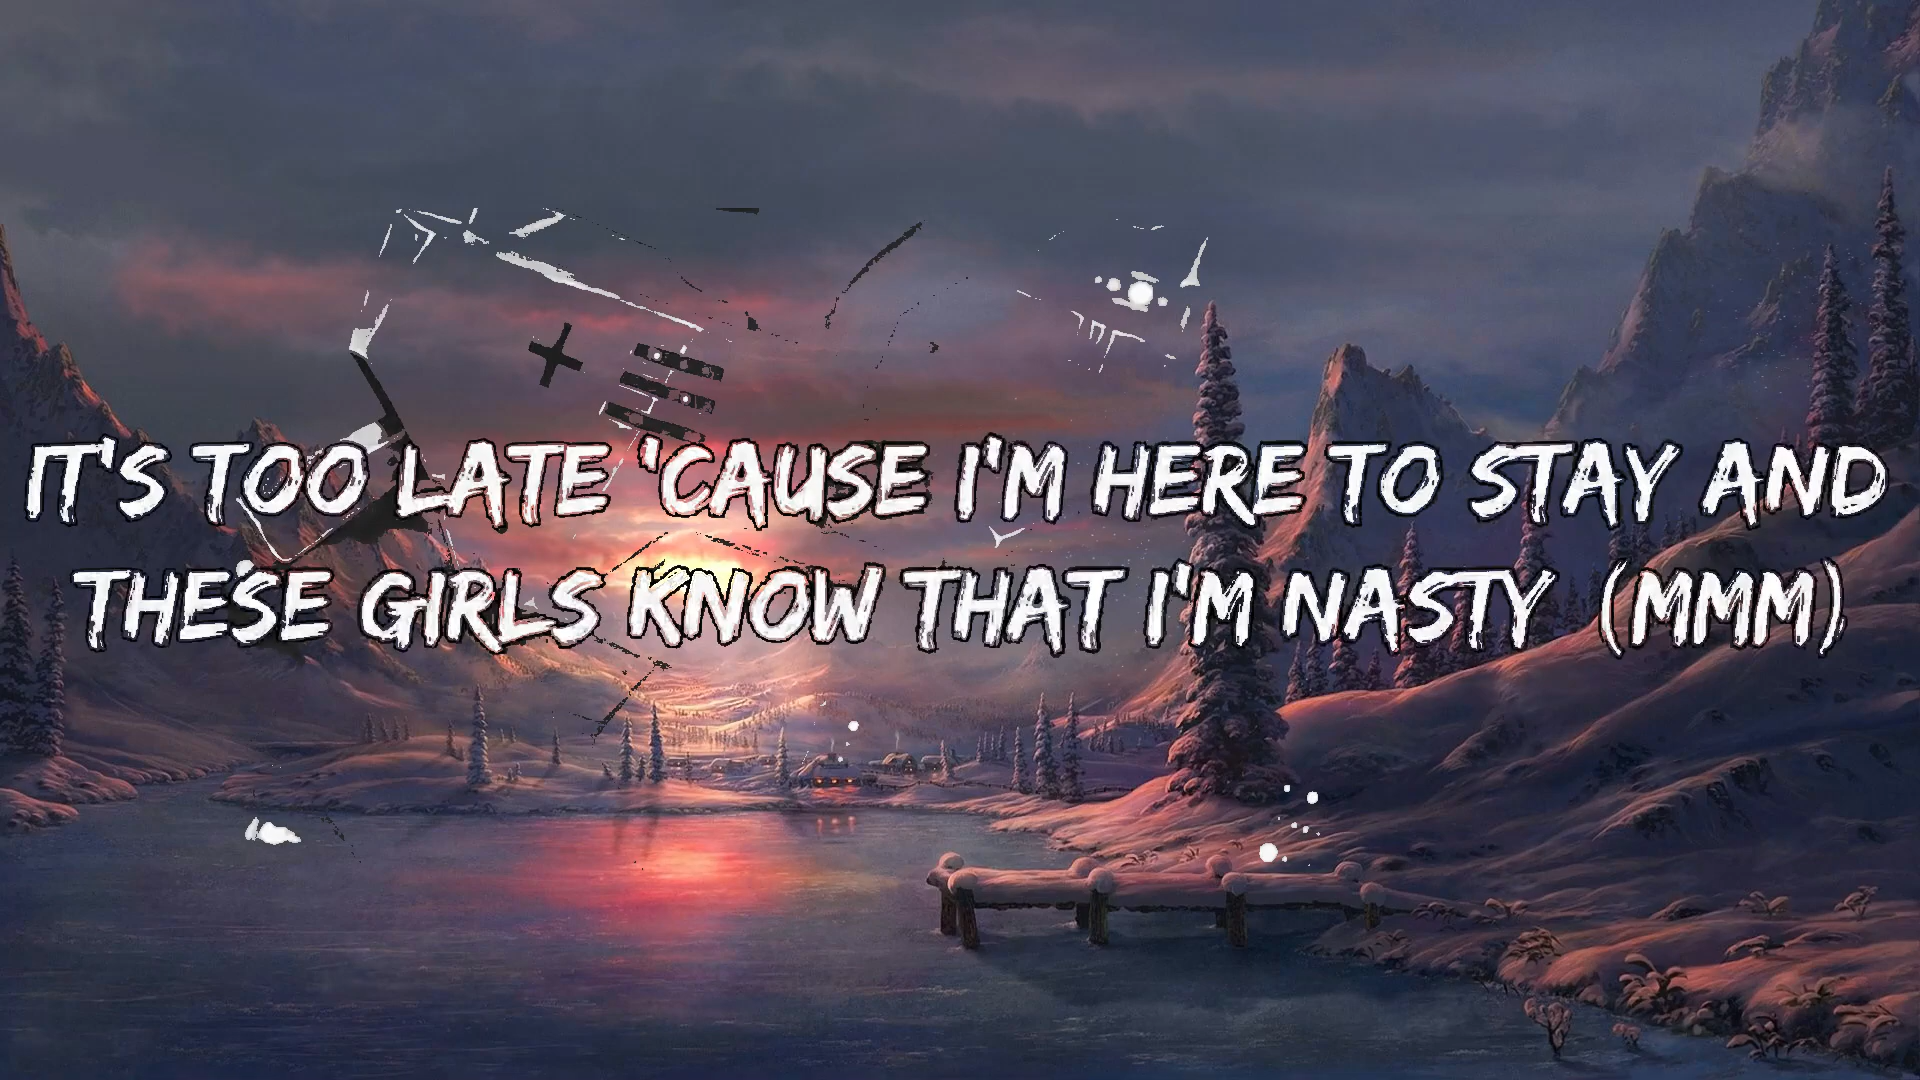 IT'S TOO LATE 'CAUSE I'M HERE TO STAY AND
THESE GIRLS KNOW THAT I'M NASTY (MMM)